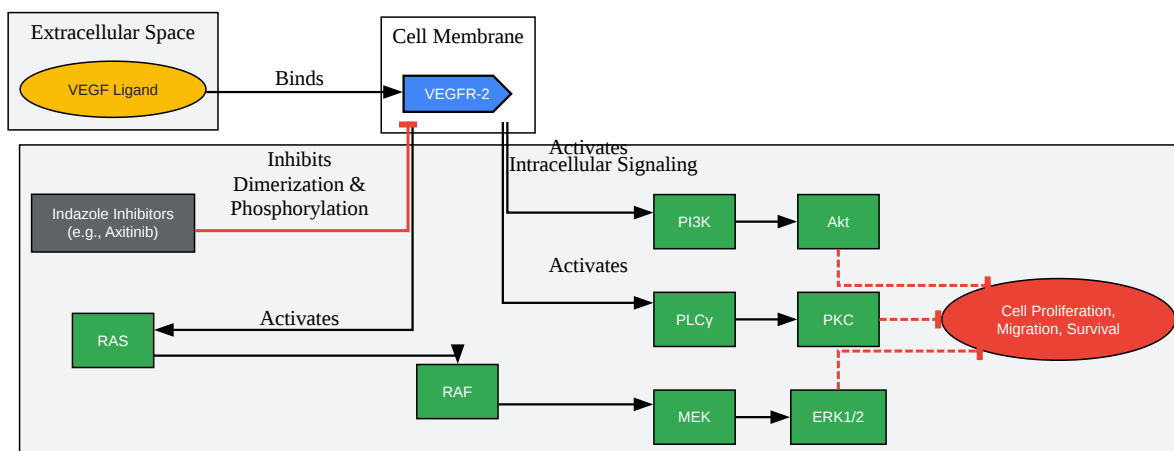 Extracellular Space
Cell Membrane
VEGF Ligand
Binds
VEGFR-2
Activates
Intracellular Signaling
Inhibits
Dimerization &
Phosphorylation
Indazole Inhibitors
(e.g., Axitinib)
PI3K
Akt
Activates
PLCγ
PKC
Cell Proliferation,
Migration, Survival
Activates
RAS
RAF
MEK
ERK1/2